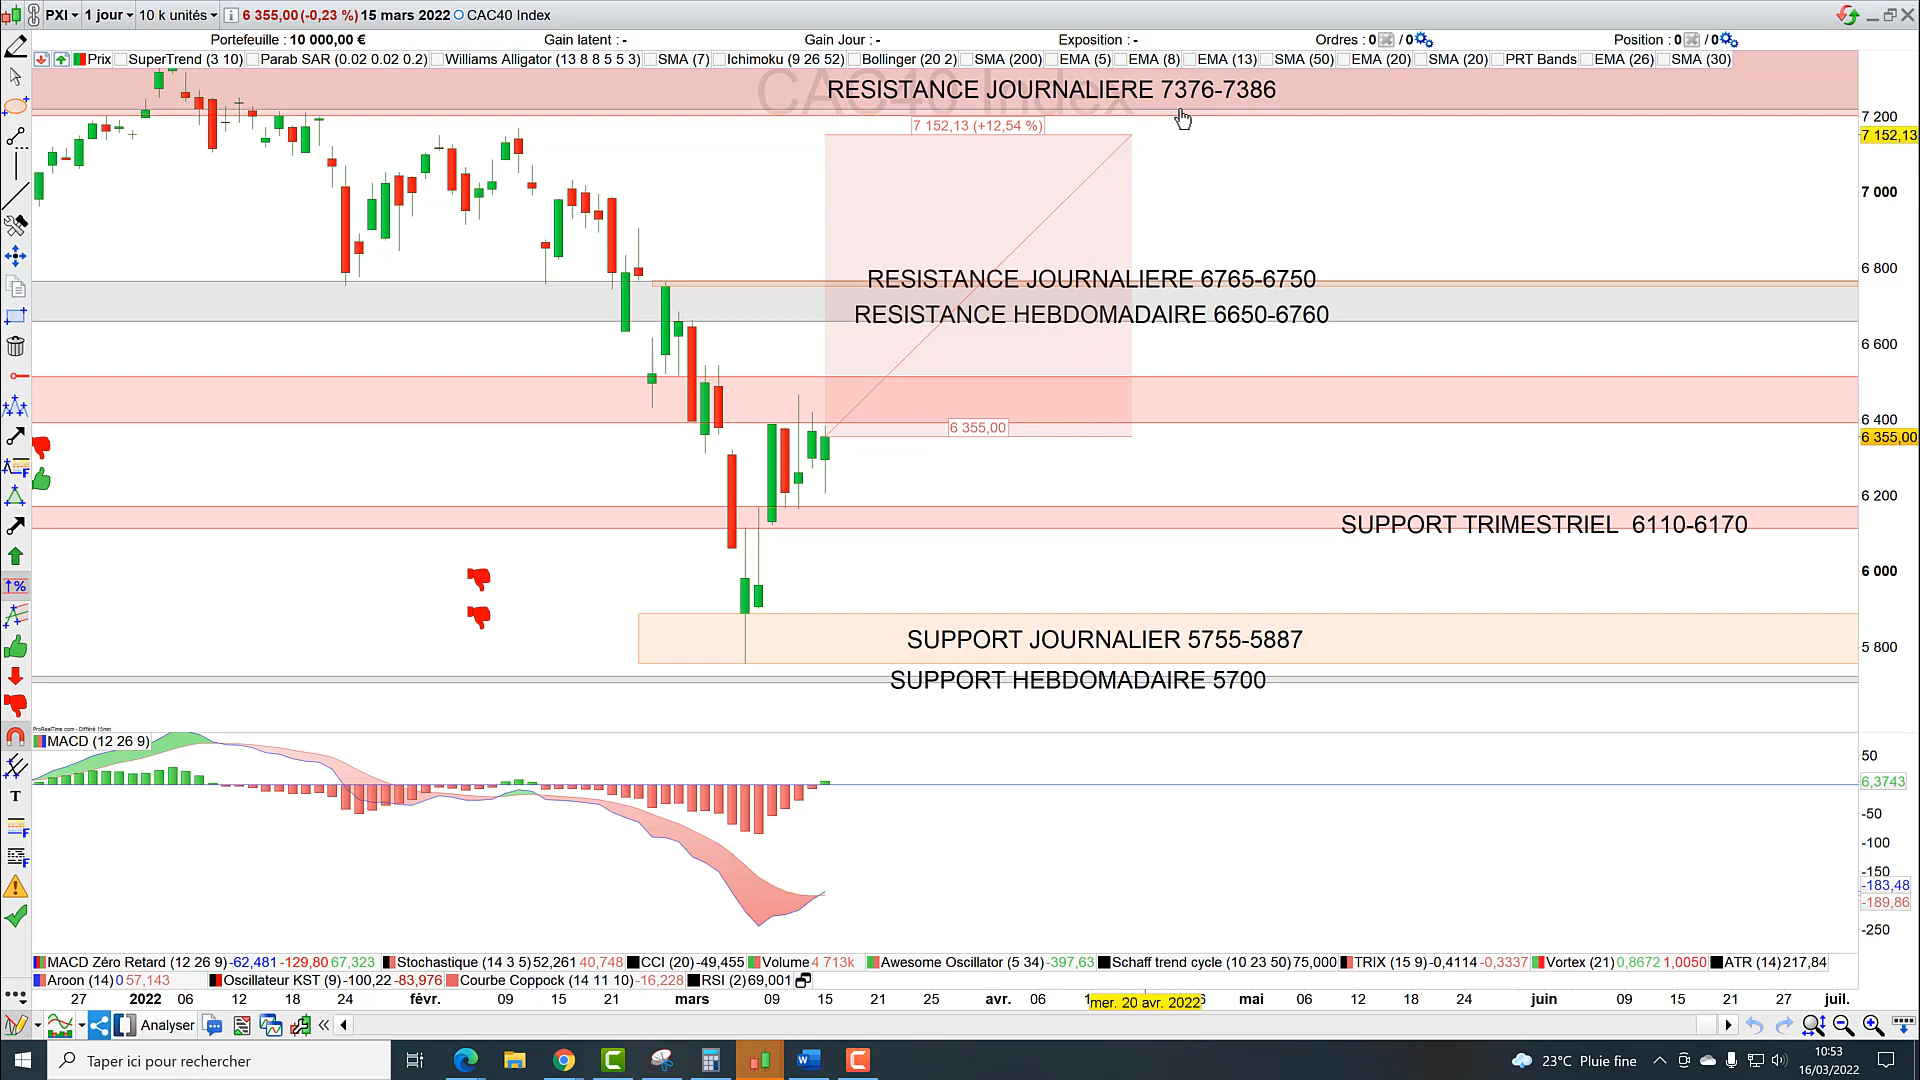 PXI 1 jour 10 k unités 6 355,00 (-0,23 %) 15 mars 2022 CAC40 Index
Portefeuille : 10 000,00 € Gain latent : - Gain Jour : - Exposition : - Ordres : 0 / 0 Position : 0 / 0
Prix SuperTrend (3 10) Parab SAR (0.02 0.02 0.2) Williams Alligator (13 8 8 5 5 3) SMA (7) Ichimoku (9 26 52) Bollinger (20 2) SMA (200) EMA (5) EMA (8) EMA (13) SMA (50) EMA (20) SMA (20) PRT Bands EMA (26) SMA (30)
CAC40 Index
RESISTANCE JOURNALIERE 7376-7386
7 200
7 152,13 (+12,54 %)
7 152,13
7 000
6 800
RESISTANCE JOURNALIERE 6765-6750
RESISTANCE HEBDOMADAIRE 6650-6760
6 600
6 400
6 355,00
6 355,00
6 200
SUPPORT TRIMESTRIEL 6110-6170
6 000
SUPPORT JOURNALIER 5755-5887
5 800
SUPPORT HEBDOMADAIRE 5700
ProRealTime.com - Différé 15min
MACD (12 26 9)
50
6,3743
-50
-100
-150
-183,48
-189,86
-250
MACD Zéro Retard (12 26 9) -62,481 -129,80 67,323 Stochastique (14 3 5) 52,261 40,748 CCI (20) -49,455 Volume 4 713k Awesome Oscillator (5 34) -397,63 Schaff trend cycle (10 23 50) 75,000 TRIX (15 9) -0,4114 -0,3337 Vortex (21) 0,8672 1,0050 ATR (14) 217,84
Aroon (14) 0 57,143 Oscillateur KST (9) -100,22 -83,976 Courbe Coppock (14 11 10) -16,228 RSI (2) 69,001
27 2022 06 12 18 24 févr. 09 15 21 mars 09 15 21 25 avr. 06 mer. 20 avr. 2022 mai 06 12 18 24 juin 09 15 21 27 juil.
Analyser
Taper ici pour rechercher
23°C Pluie fine
10:53
16/03/2022